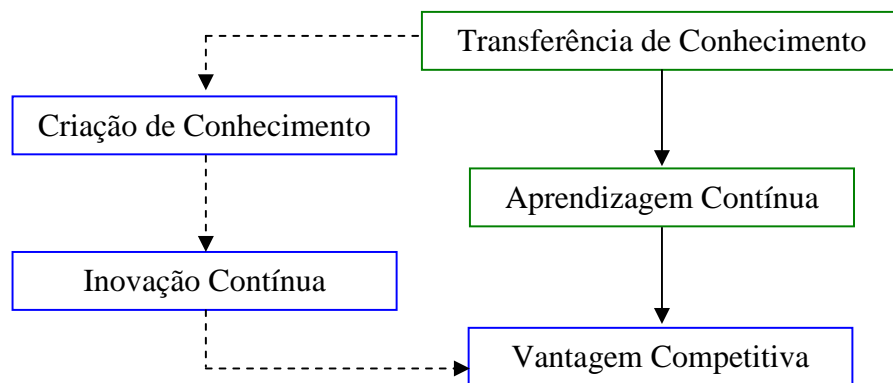 Transferência de Conhecimento
Criação de Conhecimento
Aprendizagem Contínua
Inovação Contínua
Vantagem Competitiva